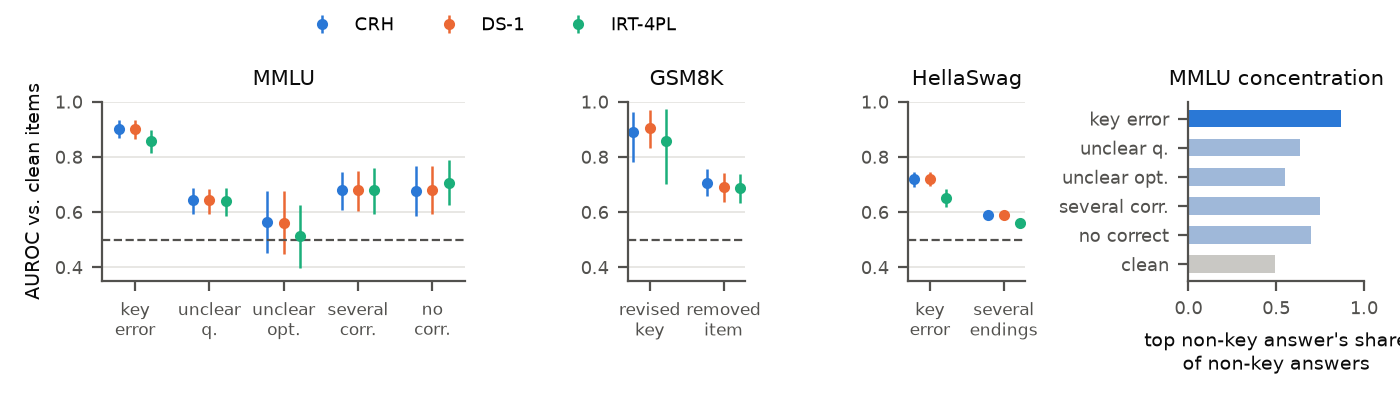 CRH DS-1 IRT-4PL
MMLU
GSM8K
HellaSwag
MMLU concentration
AUROC vs. clean items
1.0
0.8
0.6
0.4
key error
unclear q.
unclear opt.
several corr.
no corr.
1.0
0.8
0.6
0.4
revised key
removed item
1.0
0.8
0.6
0.4
key error
several endings
key error
unclear q.
unclear opt.
several corr.
no correct
clean
0.0 0.5 1.0
top non-key answer's share
of non-key answers